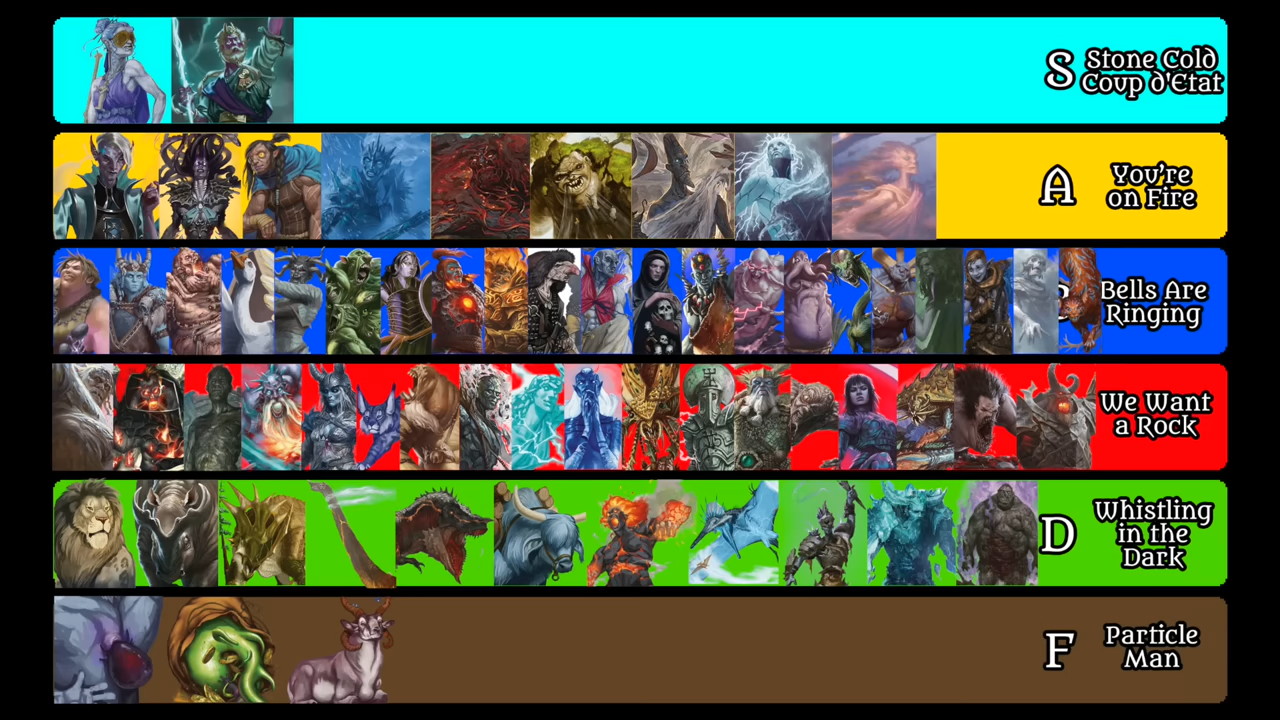 S
Stone Cold
Coup d'Etat
A
You're
on Fire
Bells Are
Ringing
We Want
a Rock
D
Whistling
in the
Dark
F
Particle
Man